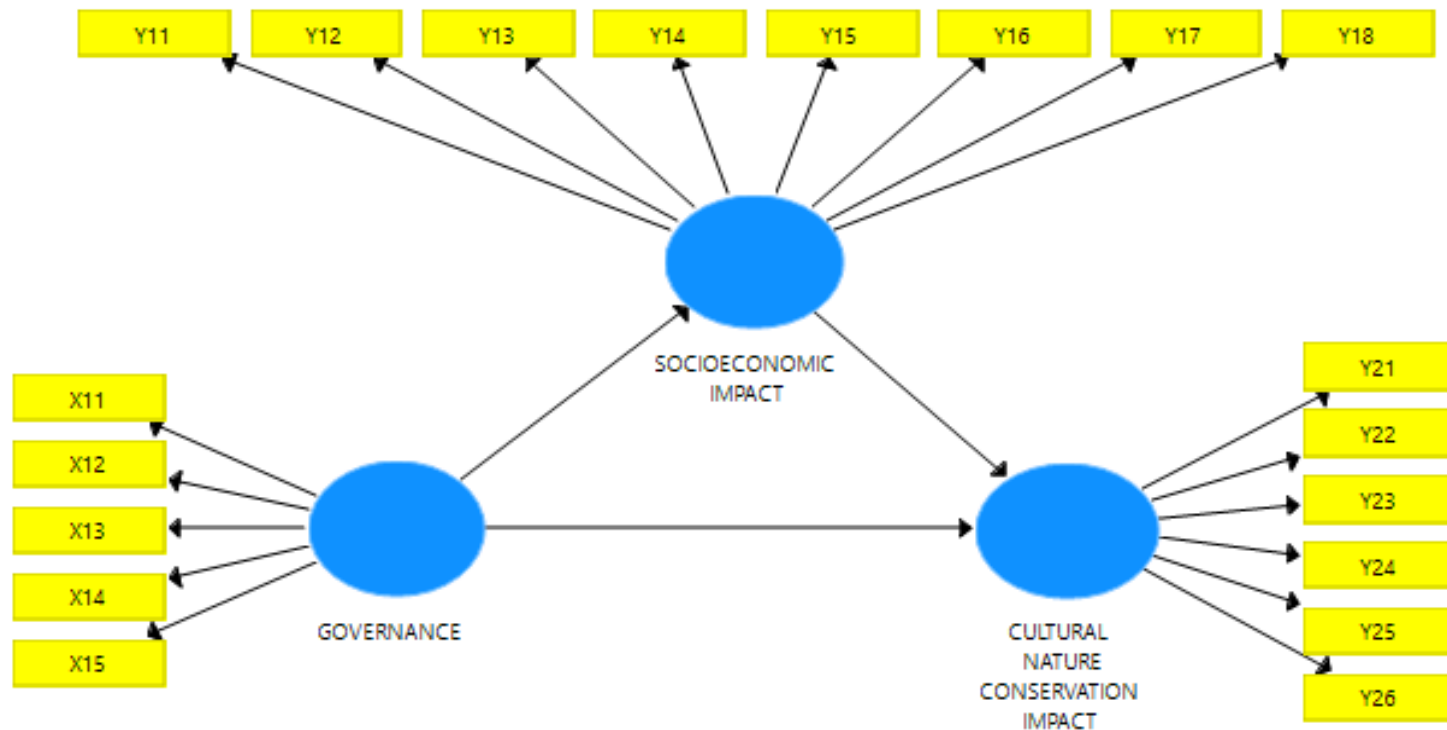 Y11
Y12
Y13
Y14
Y15
Y16
Y17
Y18
SOCIOECONOMIC
IMPACT
X11
X12
X13
X14
X15
GOVERNANCE
Y21
Y22
Y23
Y24
Y25
Y26
CULTURAL
NATURE
CONSERVATION
IMPACT